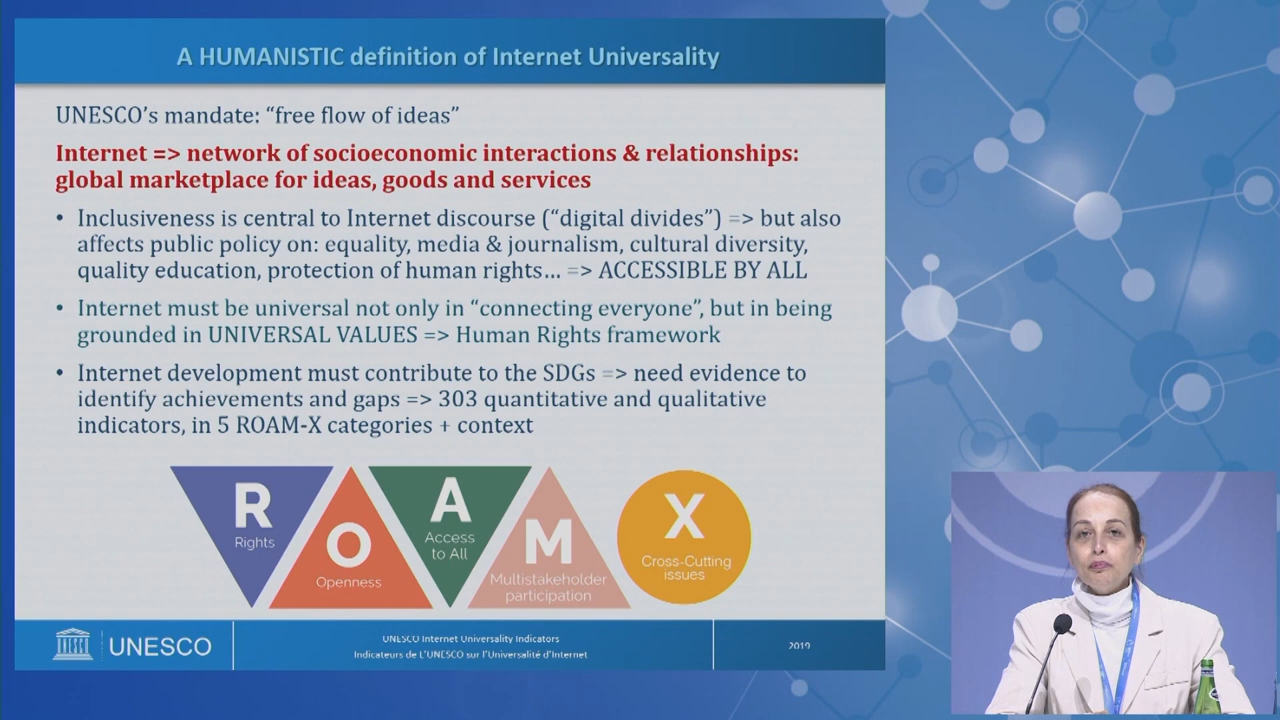 A HUMANISTIC definition of Internet Universality
UNESCO's mandate: “free flow of ideas”
Internet => network of socioeconomic interactions & relationships:
global marketplace for ideas, goods and services
• Inclusiveness is central to Internet discourse (“digital divides”) => but also
affects public policy on: equality, media & journalism, cultural diversity,
quality education, protection of human rights… => ACCESSIBLE BY ALL
• Internet must be universal not only in “connecting everyone”, but in being
grounded in UNIVERSAL VALUES => Human Rights framework
• Internet development must contribute to the SDGs => need evidence to
identify achievements and gaps => 303 quantitative and qualitative
indicators, in 5 ROAM-X categories + context
R
Rights
O
Openness
A
Access
to All
M
Multistakeholder
participation
X
Cross-Cutting
issues
UNESCO
UNESCO
UNESCO Internet Universality Indicators
Indicateurs de L'UNESCO sur l'Universalité d'Internet
2019